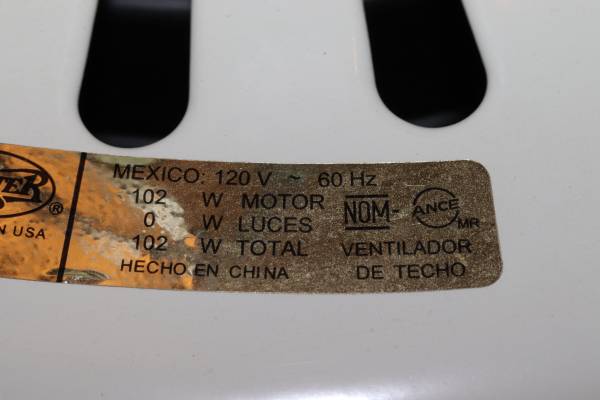 TER ®
N USA
MEXICO: 120 V ~ 60 Hz
102 W MOTOR
0 W LUCES
102 W TOTAL
HECHO EN CHINA
NOM-ANCE MR
VENTILADOR
DE TECHO